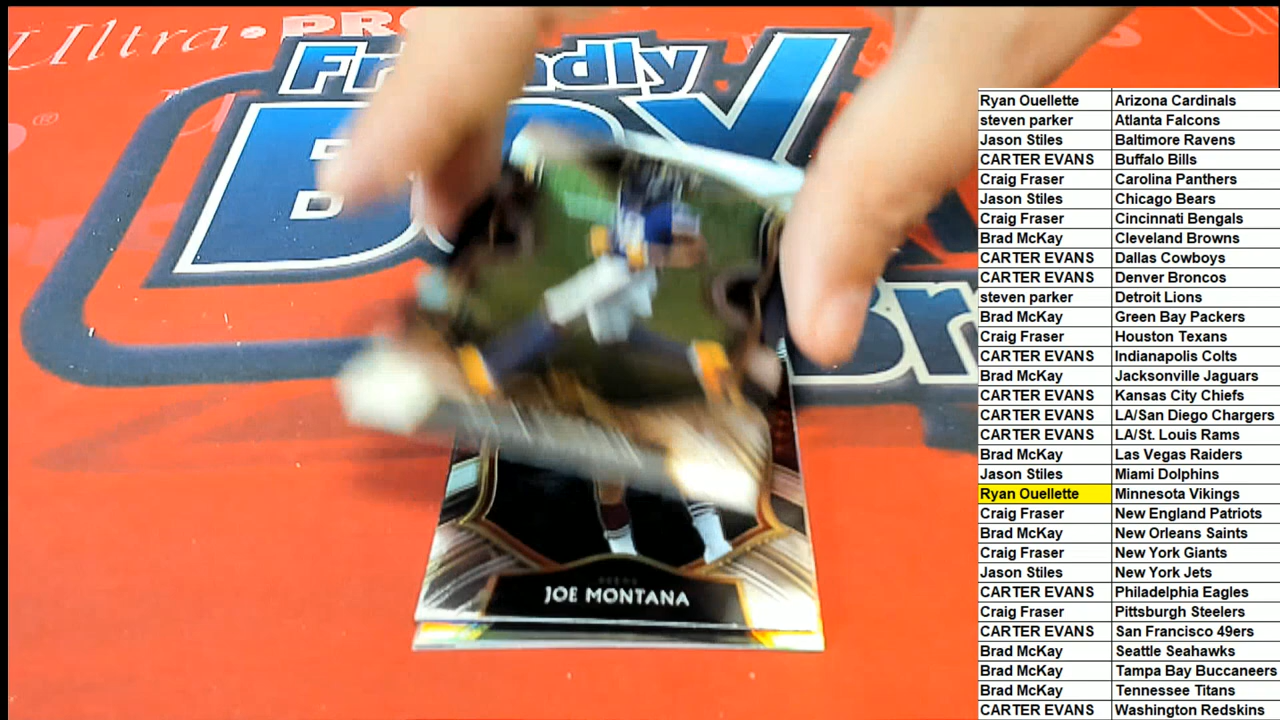 Ultra•PRO
Friendly
®
JOE MONTANA
Ryan Ouellette Arizona Cardinals
steven parker Atlanta Falcons
Jason Stiles Baltimore Ravens
CARTER EVANS Buffalo Bills
Craig Fraser Carolina Panthers
Jason Stiles Chicago Bears
Craig Fraser Cincinnati Bengals
Brad McKay Cleveland Browns
CARTER EVANS Dallas Cowboys
CARTER EVANS Denver Broncos
steven parker Detroit Lions
Brad McKay Green Bay Packers
Craig Fraser Houston Texans
CARTER EVANS Indianapolis Colts
Brad McKay Jacksonville Jaguars
CARTER EVANS Kansas City Chiefs
CARTER EVANS LA/San Diego Chargers
CARTER EVANS LA/St. Louis Rams
Brad McKay Las Vegas Raiders
Jason Stiles Miami Dolphins
Ryan Ouellette Minnesota Vikings
Craig Fraser New England Patriots
Brad McKay New Orleans Saints
Craig Fraser New York Giants
Jason Stiles New York Jets
CARTER EVANS Philadelphia Eagles
Craig Fraser Pittsburgh Steelers
CARTER EVANS San Francisco 49ers
Brad McKay Seattle Seahawks
Brad McKay Tampa Bay Buccaneers
Brad McKay Tennessee Titans
CARTER EVANS Washington Redskins